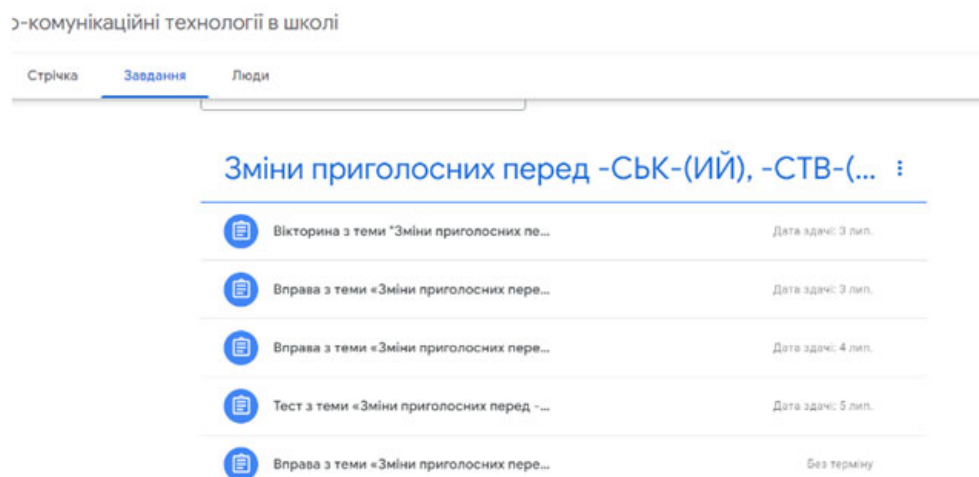 о-комунікаційні технології в школі
Стрічка Завдання Люди
Зміни приголосних перед -СЬК-(ИЙ), -СТВ-(...
Вікторина з теми "Зміни приголосних пе... Дата здачі: 3 лип.
Вправа з теми «Зміни приголосних пере... Дата здачі: 3 лип.
Вправа з теми «Зміни приголосних пере... Дата здачі: 4 лип.
Тест з теми «Зміни приголосних перед -... Дата здачі: 5 лип.
Вправа з теми «Зміни приголосних пере... Без терміну